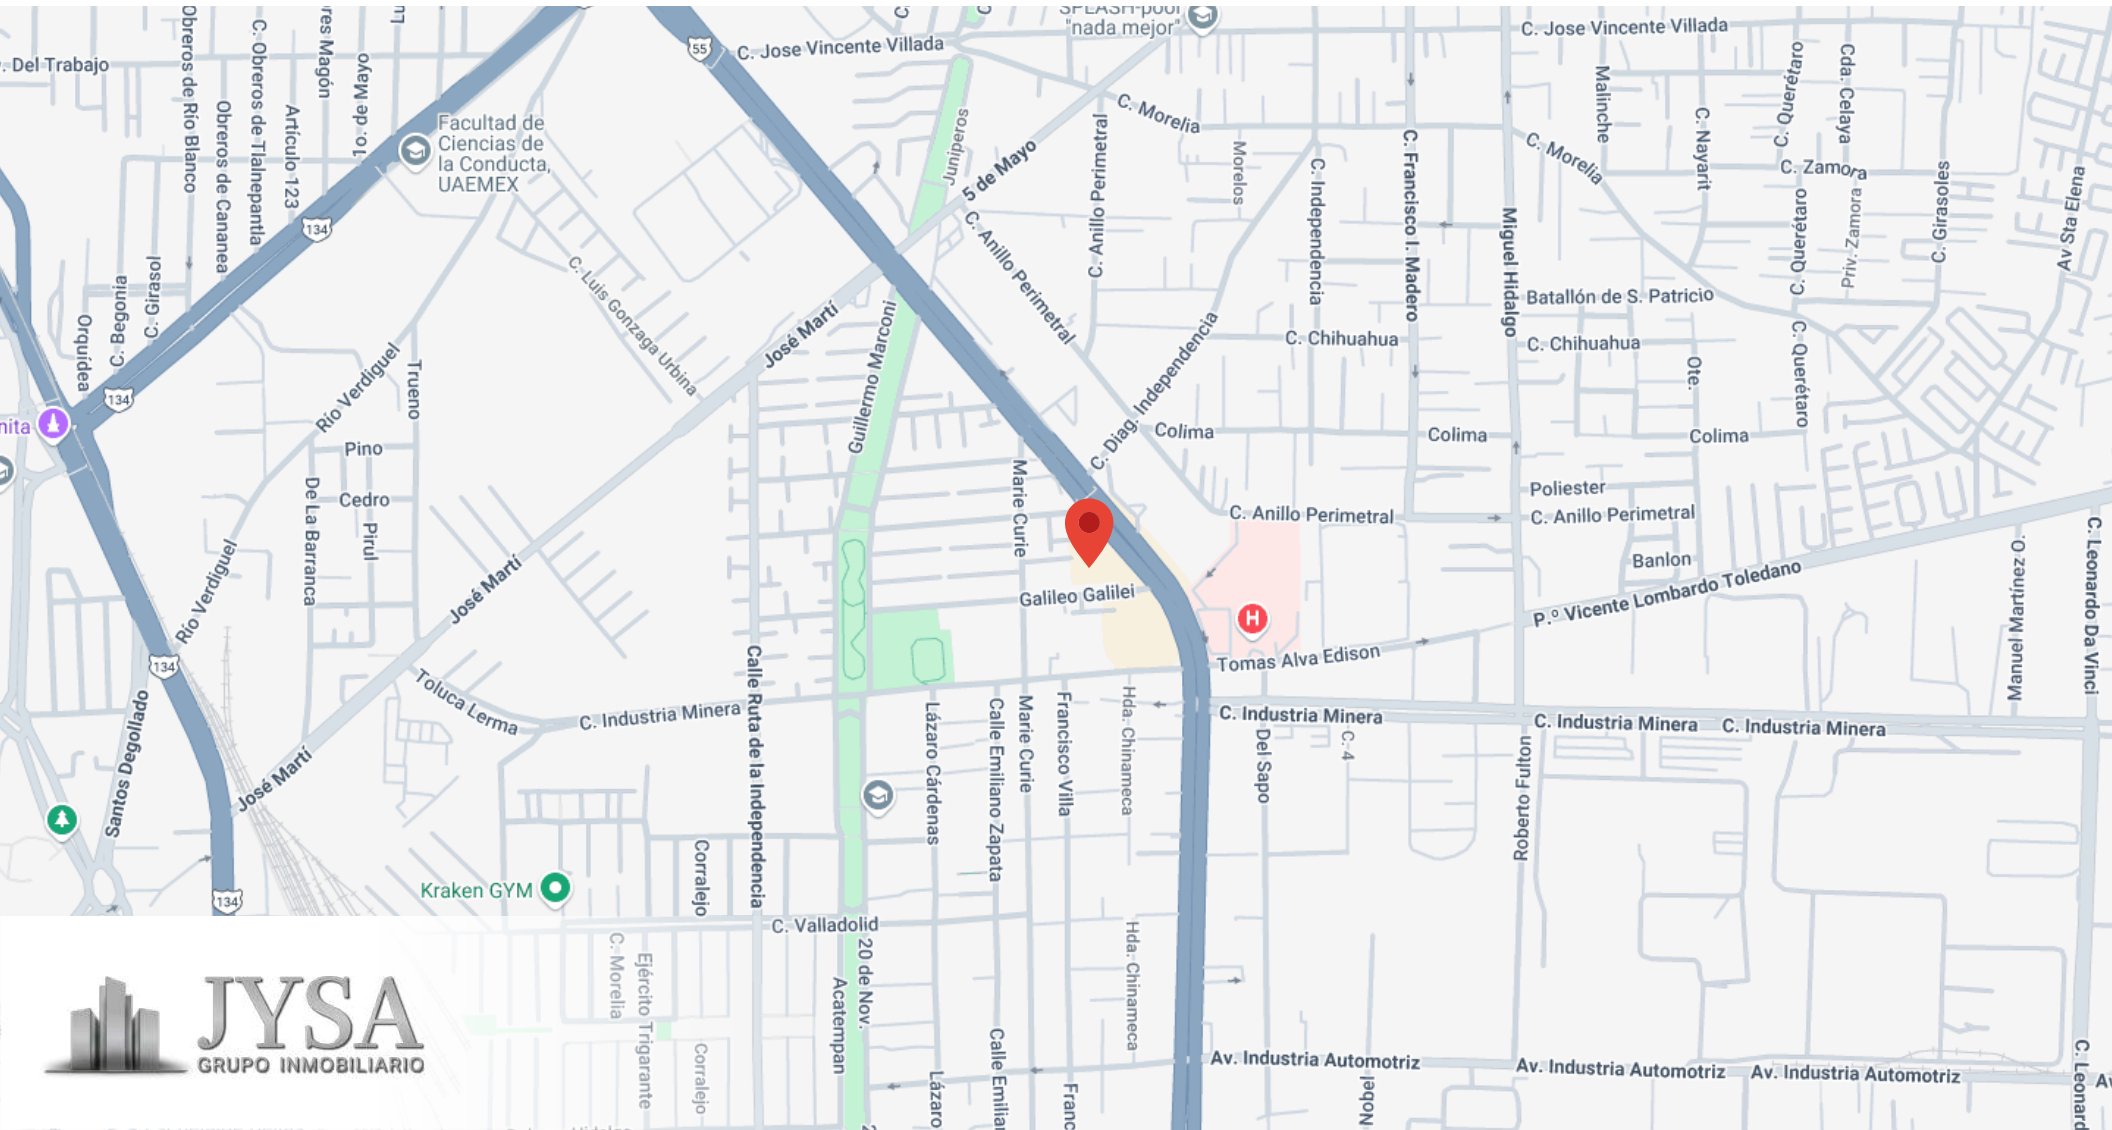 SPLASH-pool
"nada mejor"
C. Jose Vincente Villada
C. Jose Vincente Villada
55
Del Trabajo
Obreros de Río Blanco
C. Obreros de Tlalnepantla
Obreros de Cananea
Artículo 123
1o. de Mayo
Facultad de
Ciencias de
la Conducta,
UAEMEX
134
Orquídea
C. Begonia
C. Girasol
134
Río Verdiguel
Trueno
Pino
Cedro
Pirul
De La Barranca
Río Verdiguel
134
José Martí
José Martí
José Martí
C. Luis Gonzaga Urbina
Juniperos
5 de Mayo
Guillermo Marconi
C. Morelia
C. Anillo Perimetral
C. Anillo Perimetral
Morelos
C. Independencia
C. Diag. Independencia
C. Francisco I. Madero
Miguel Hidalgo
C. Morelia
Malinche
C. Nayarit
C. Querétaro
Cda. Celaya
C. Zamora
Priv. Zamora
C. Querétaro
C. Girasoles
Av Sta Elena
Batallón de S. Patricio
C. Chihuahua
C. Chihuahua
Ote.
C. Querétaro
Colima
Colima
Colima
Poliester
C. Anillo Perimetral
C. Anillo Perimetral
Banlon
P.º Vicente Lombardo Toledano
Manuel Martínez O.
C. Leonardo Da Vinci
Marie Curie
Galileo Galilei
H
Tomas Alva Edison
Toluca Lerma
C. Industria Minera
C. Industria Minera
C. Industria Minera
C. Industria Minera
Calle Ruta de la Independencia
Santos Degollado
Lázaro Cárdenas
Calle Emiliano Zapata
Marie Curie
Francisco Villa
Hda. Chinameca
Del Sapo
C. 4
Roberto Fulton
134
Kraken GYM
Corralejo
C. Valladolid
C. Morelia
Ejército Trigarante
Corralejo
Acatempan
20 de Nov.
Hda. Chinameca
Av. Industria Automotriz
Av. Industria Automotriz
Av. Industria Automotriz
Nobel
Lázaro
JYSA
GRUPO INMOBILIARIO